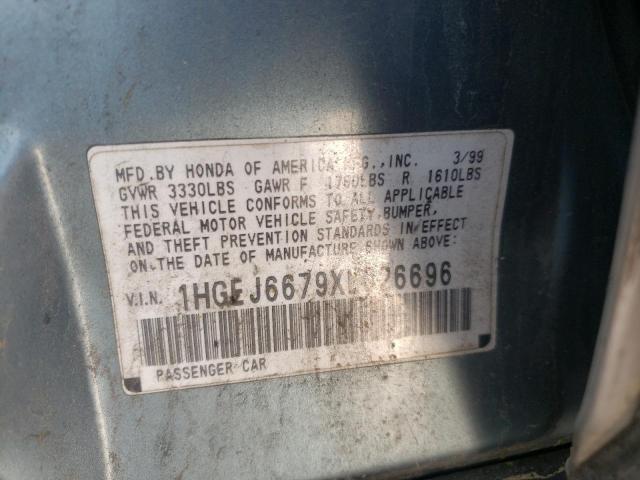 MFD.BY HONDA OF AMERICA MFG.,INC. 3/99
GVWR 3330LBS GAWR F 1760LBS R 1610LBS
THIS VEHICLE CONFORMS TO ALL APPLICABLE
FEDERAL MOTOR VEHICLE SAFETY,BUMPER,
AND THEFT PREVENTION STANDARDS IN EFFECT
ON THE DATE OF MANUFACTURE SHOWN ABOVE:
V.I.N.
PASSENGER CAR